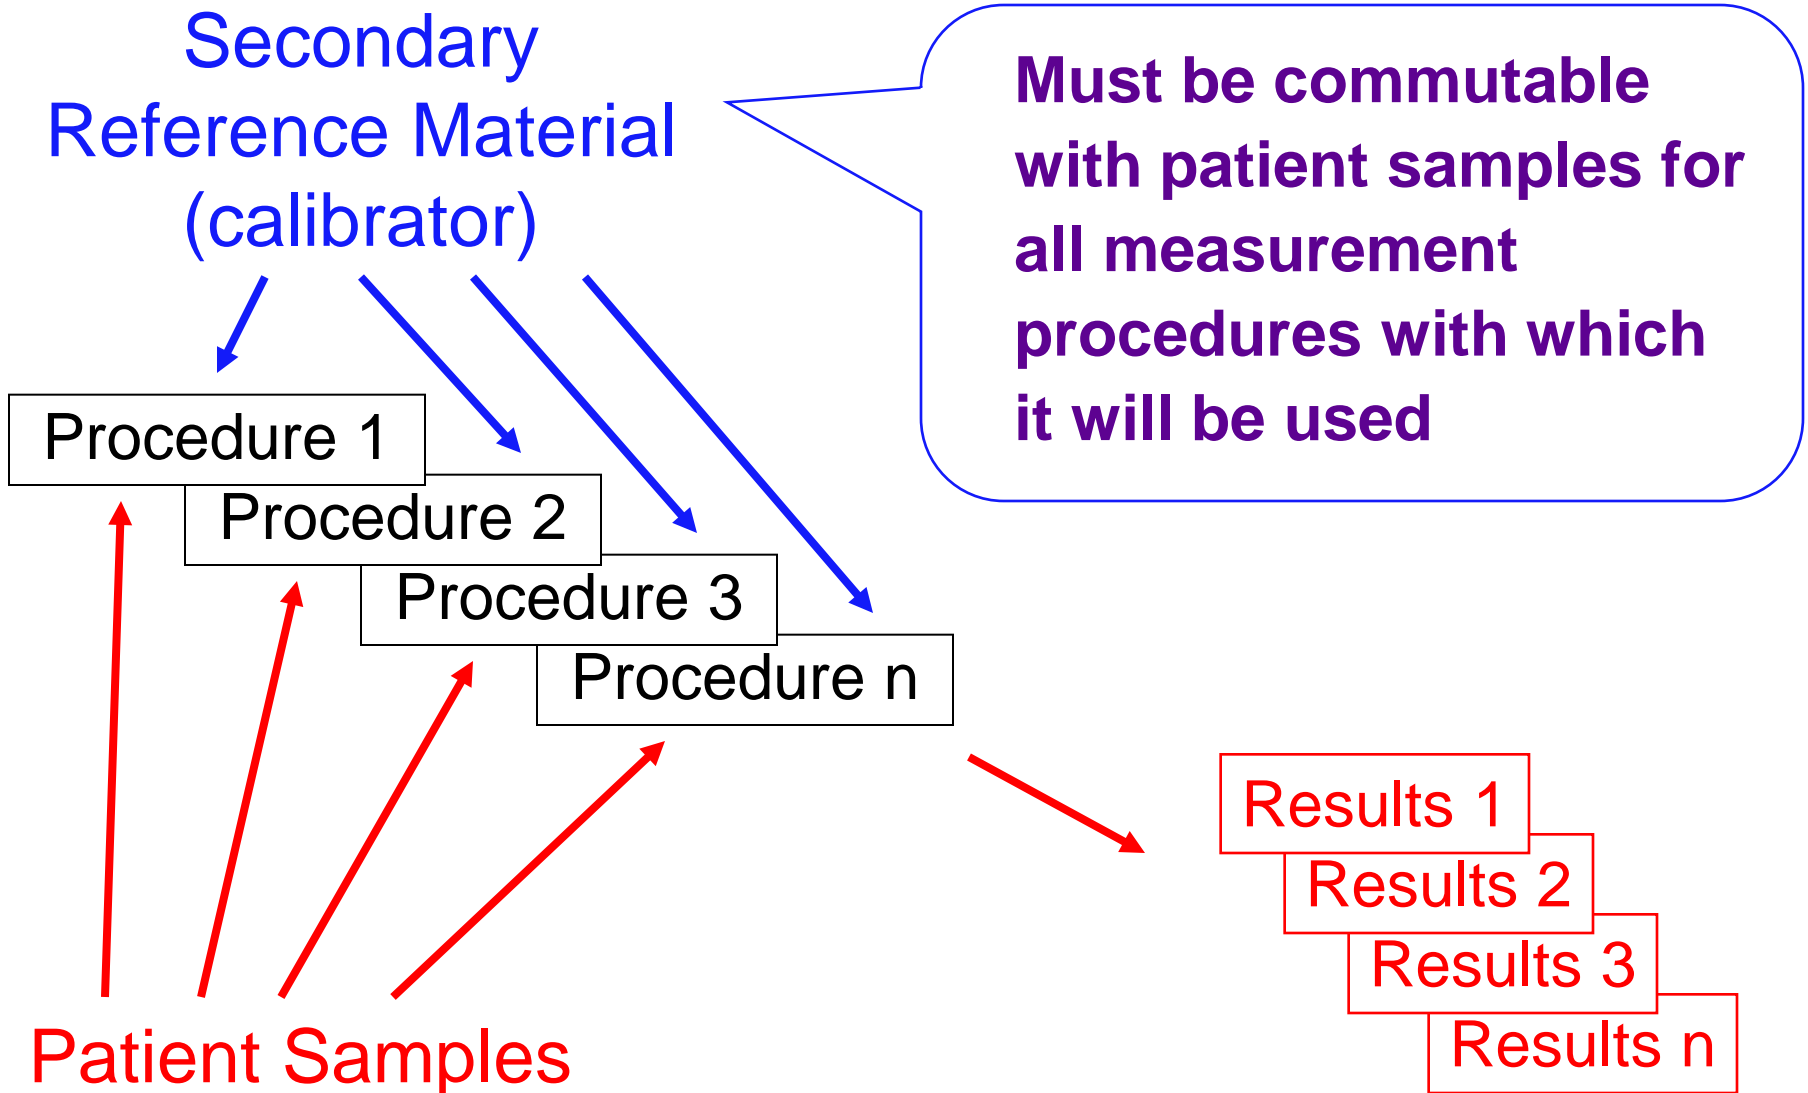 Secondary
Reference Material
(calibrator)
Must be commutable
with patient samples for
all measurement
procedures with which
it will be used
Procedure 1
Procedure 2
Procedure 3
Procedure n
Results 1
Results 2
Results 3
Results n
Patient Samples